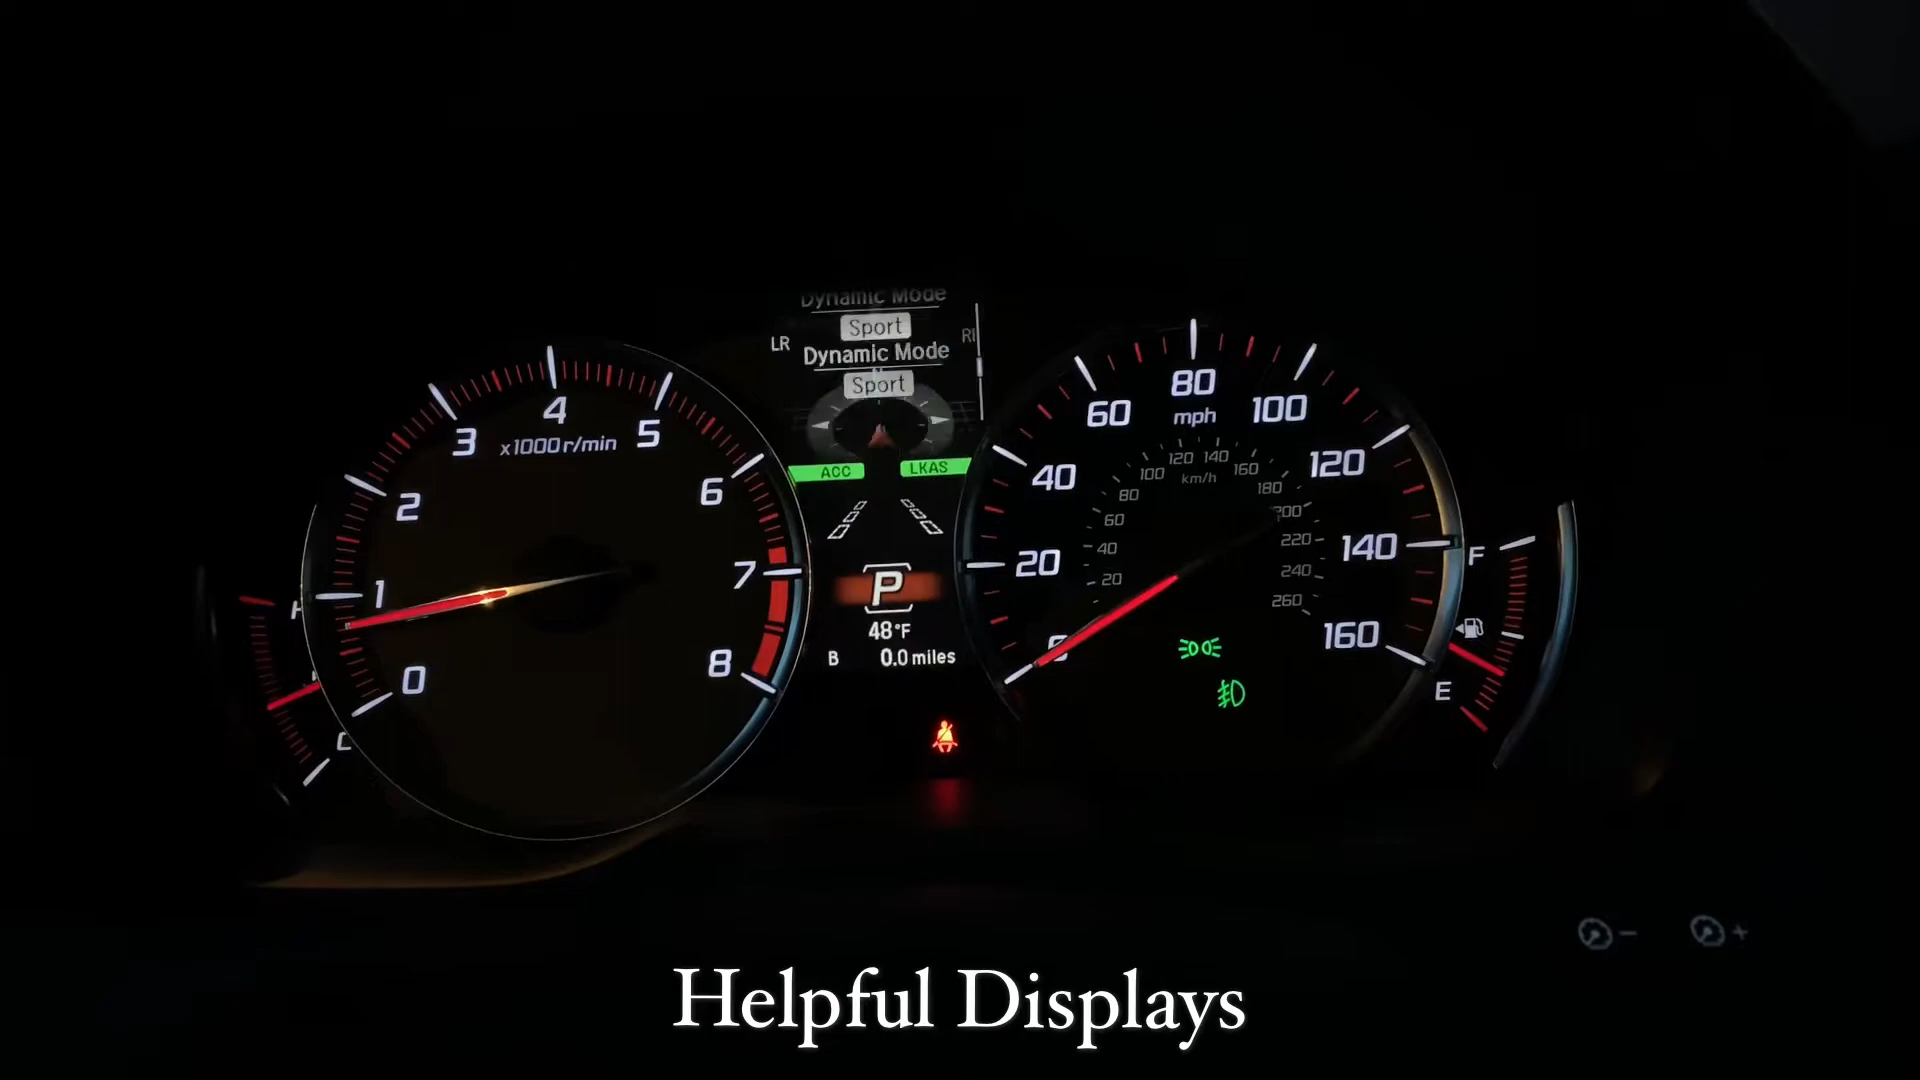 Dynamic Mode
Sport
LR
Dynamic Mode
Sport
ACC
LKAS
0
1
2
3
4
5
6
7
8
x1000r/min
P
48°F
B 0.0 miles
20
40
60
80
100
120
140
160
mph
20
40
60
80
100
120
140
160
180
200
220
240
260
km/h
C
F
E
- +
Helpful Displays